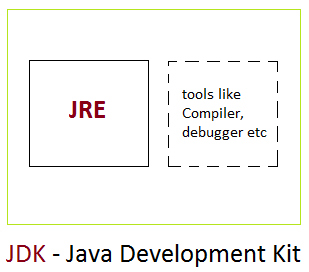 JRE
tools like
Compiler,
debugger etc
JDK - Java Development Kit